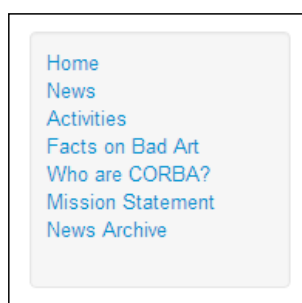 Home
News
Activities
Facts on Bad Art
Who are CORBA?
Mission Statement
News Archive